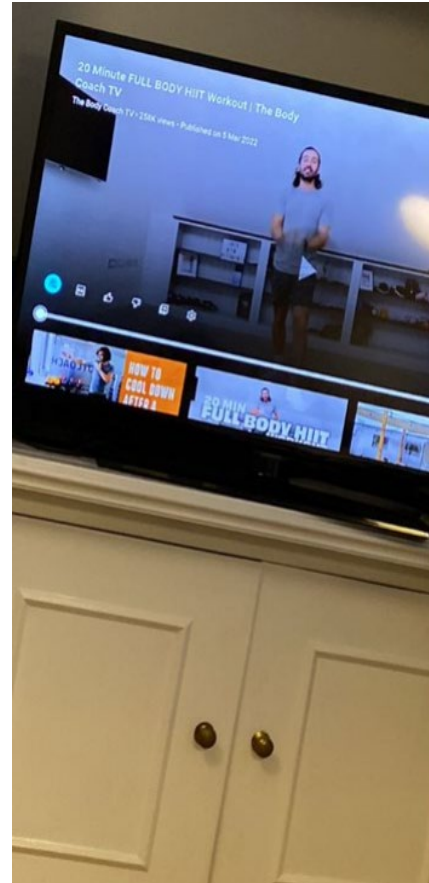 20 Minute FULL BODY HIIT Workout | The Body
Coach TV
The Body Coach TV • 258K views • Published on 5 Mar 2022
HOW TO
COOL DOWN
AFTER A
20 MIN
FULL BODY HIIT